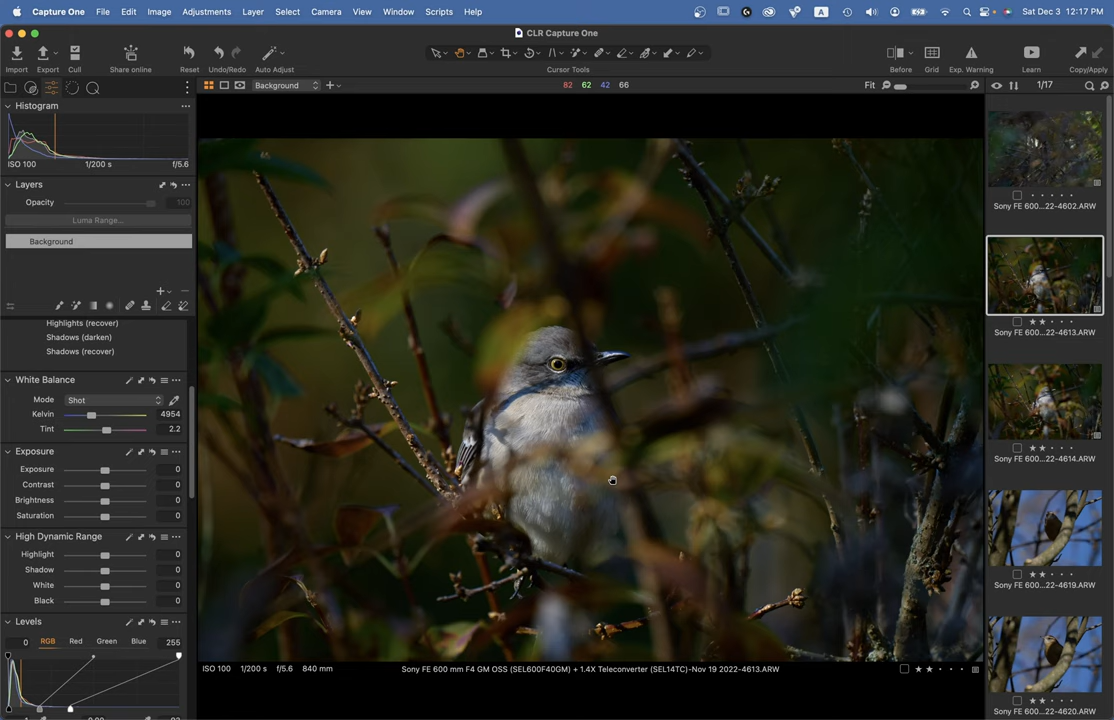 Capture One File Edit Image Adjustments Layer Select Camera View Window Scripts Help A Sat Dec 3 12:17 PM
CLR Capture One
Import Export Cull Share online Reset Undo/Redo Auto Adjust Cursor Tools Before Grid Exp. Warning Learn Copy/Apply
Background 82 62 42 66 Fit 1/17
Histogram
ISO 100 1/200 s f/5.6
Layers
Opacity 100
Luma Range...
Background
Highlights (recover)
Shadows (darken)
Shadows (recover)
White Balance
Mode Shot
Kelvin 4954
Tint 2.2
Exposure
Exposure 0
Contrast 0
Brightness 0
Saturation 0
High Dynamic Range
Highlight 0
Shadow 0
White 0
Black 0
Levels
0 RGB Red Green Blue 255
ISO 100 1/200 s f/5.6 840 mm Sony FE 600 mm F4 GM OSS (SEL600F40GM) + 1.4X Teleconverter (SEL14TC)-Nov 19 2022-4613.ARW
Sony FE 600...22-4602.ARW
Sony FE 600...22-4613.ARW
Sony FE 600...22-4614.ARW
Sony FE 600...22-4619.ARW
Sony FE 600...22-4620.ARW